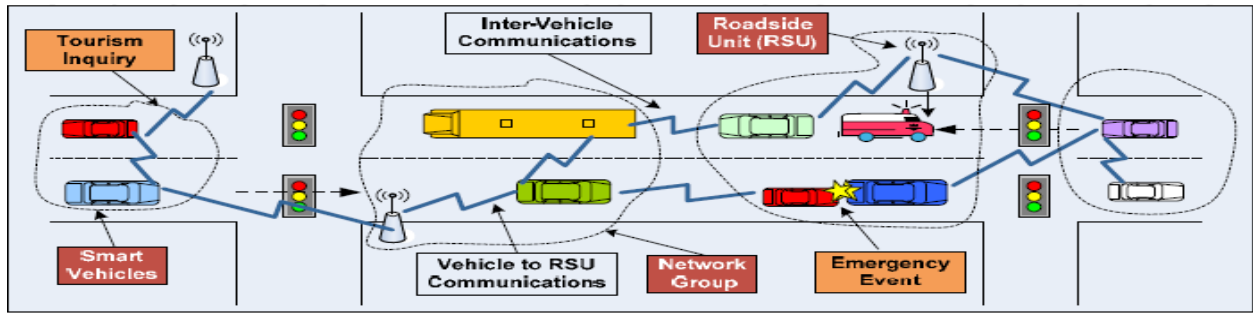 Tourism
Inquiry
Inter-Vehicle
Communications
Roadside
Unit (RSU)
Smart
Vehicles
Vehicle to RSU
Communications
Network
Group
Emergency
Event